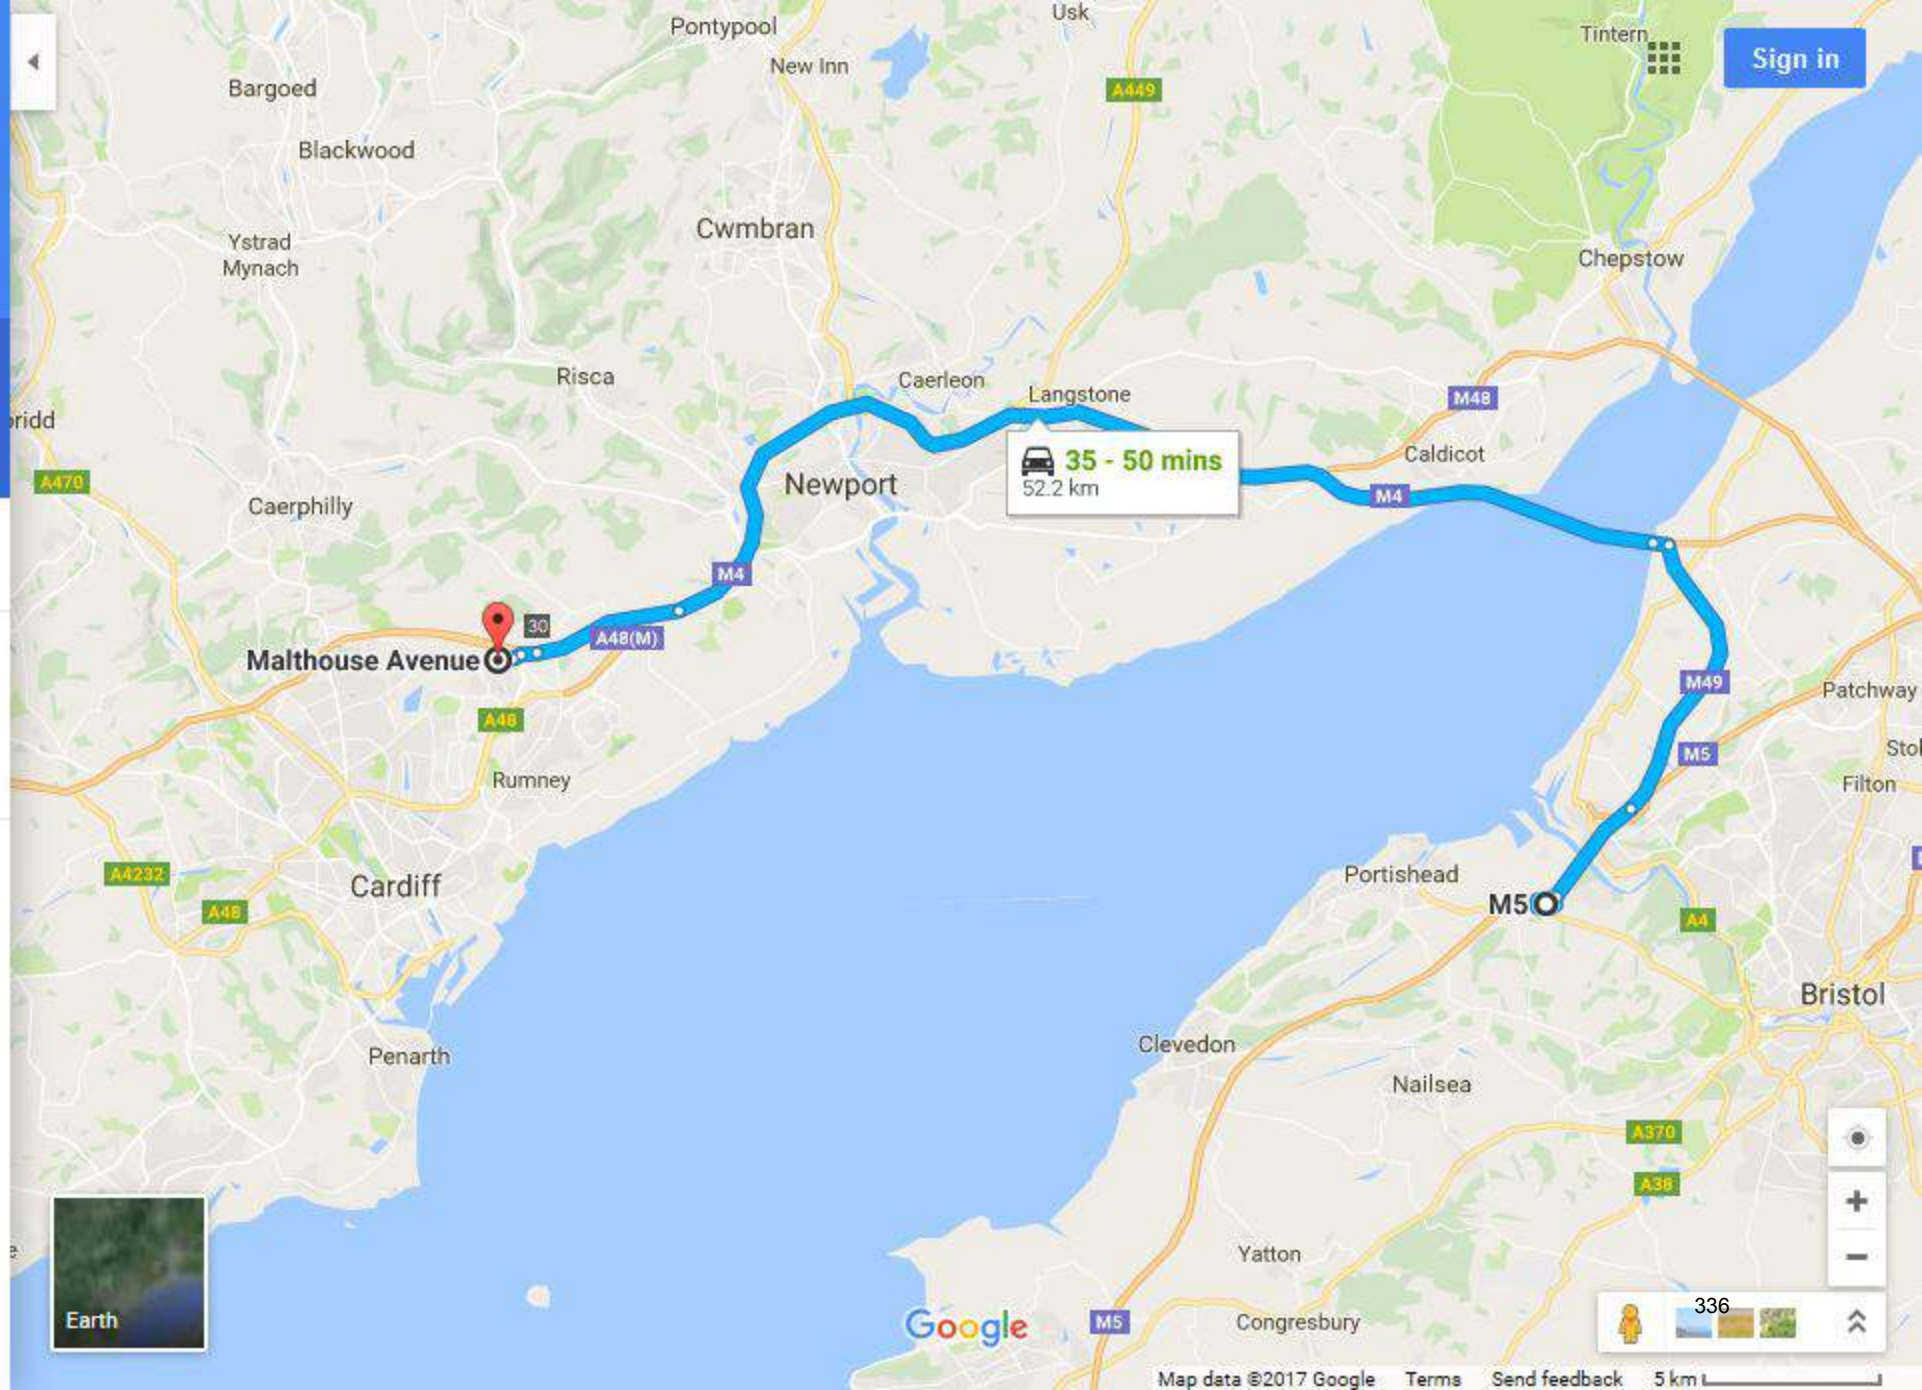 Usk
Pontypool
Tintern
Sign in
New Inn
Bargoed
A449
Blackwood
Cwmbran
Ystrad
Mynach
Chepstow
Risca
Caerleon
Langstone
M48
ridd
35 - 50 mins
52.2 km
Caldicot
A470
Newport
M4
Caerphilly
M4
30
A48(M)
Malthouse Avenue
M49
Patchway
A48
M5
Sto
Rumney
Filton
A4232
Portishead
Cardiff
M5
A48
A4
Bristol
Clevedon
Penarth
Nailsea
A370
A38
e
Yatton
336
Earth
Google
M5
Congresbury
Map data ©2017 Google Terms Send feedback 5 km